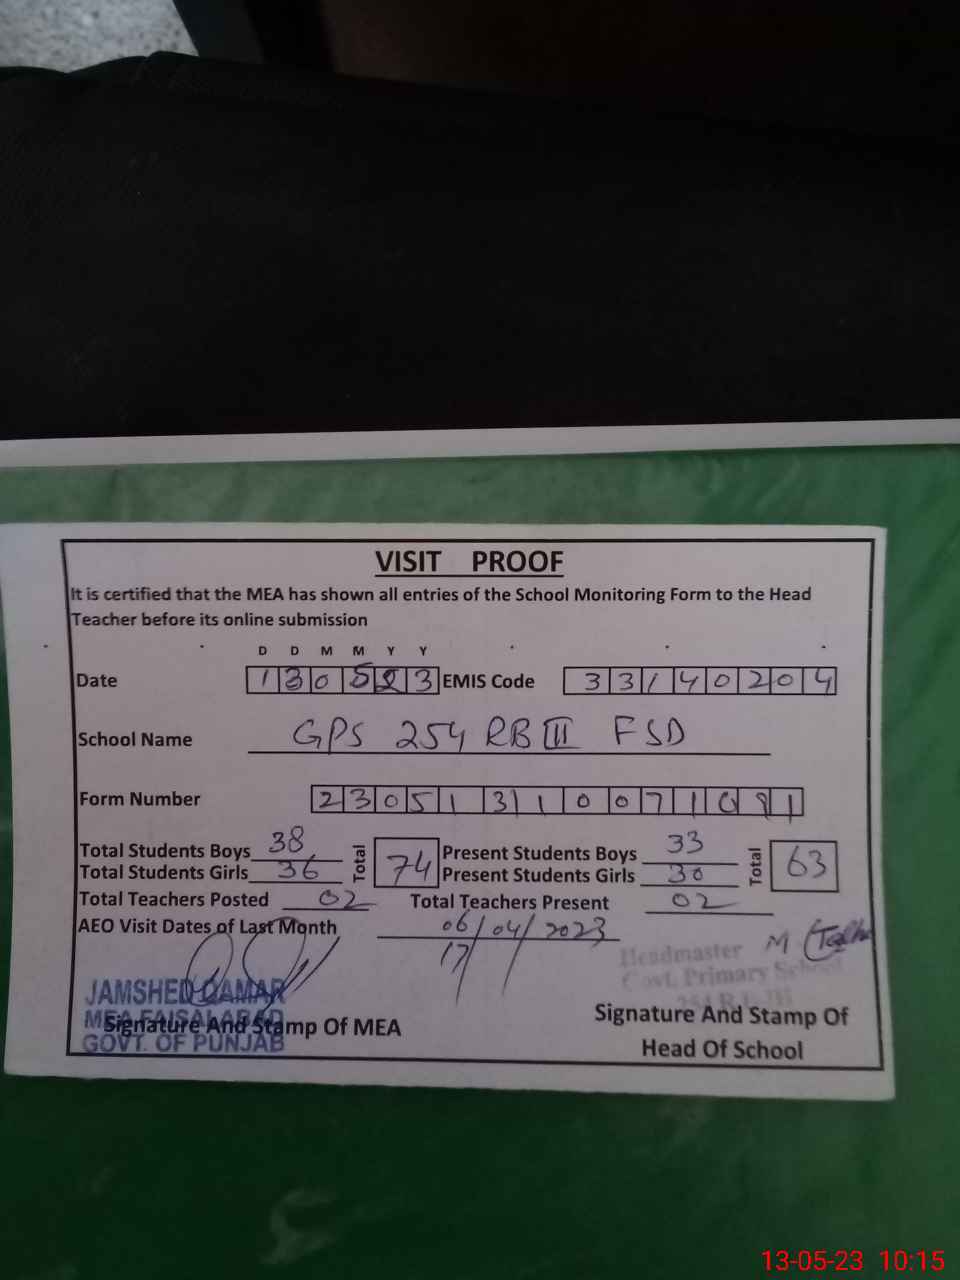 VISIT PROOF
It is certified that the MEA has shown all entries of the School Monitoring Form to the Head
Teacher before its online submission
D D M M Y Y
Date 130523 EMIS Code 33140204
School Name GPS 254 RB III FSD
Form Number 23051310071091
Total Students Boys 38 Total 74 Present Students Boys 33 Total 63
Total Students Girls 36 Present Students Girls 30
Total Teachers Posted 02 Total Teachers Present 02
AEO Visit Dates of Last Month 06/04/2023
17/
Headmaster
Govt. Primary School
JAMSHED QAMAR
MEA FAISALABAD
GOVT. OF PUNJAB
Signature And Stamp Of MEA
Signature And Stamp Of
Head Of School
13-05-23 10:15